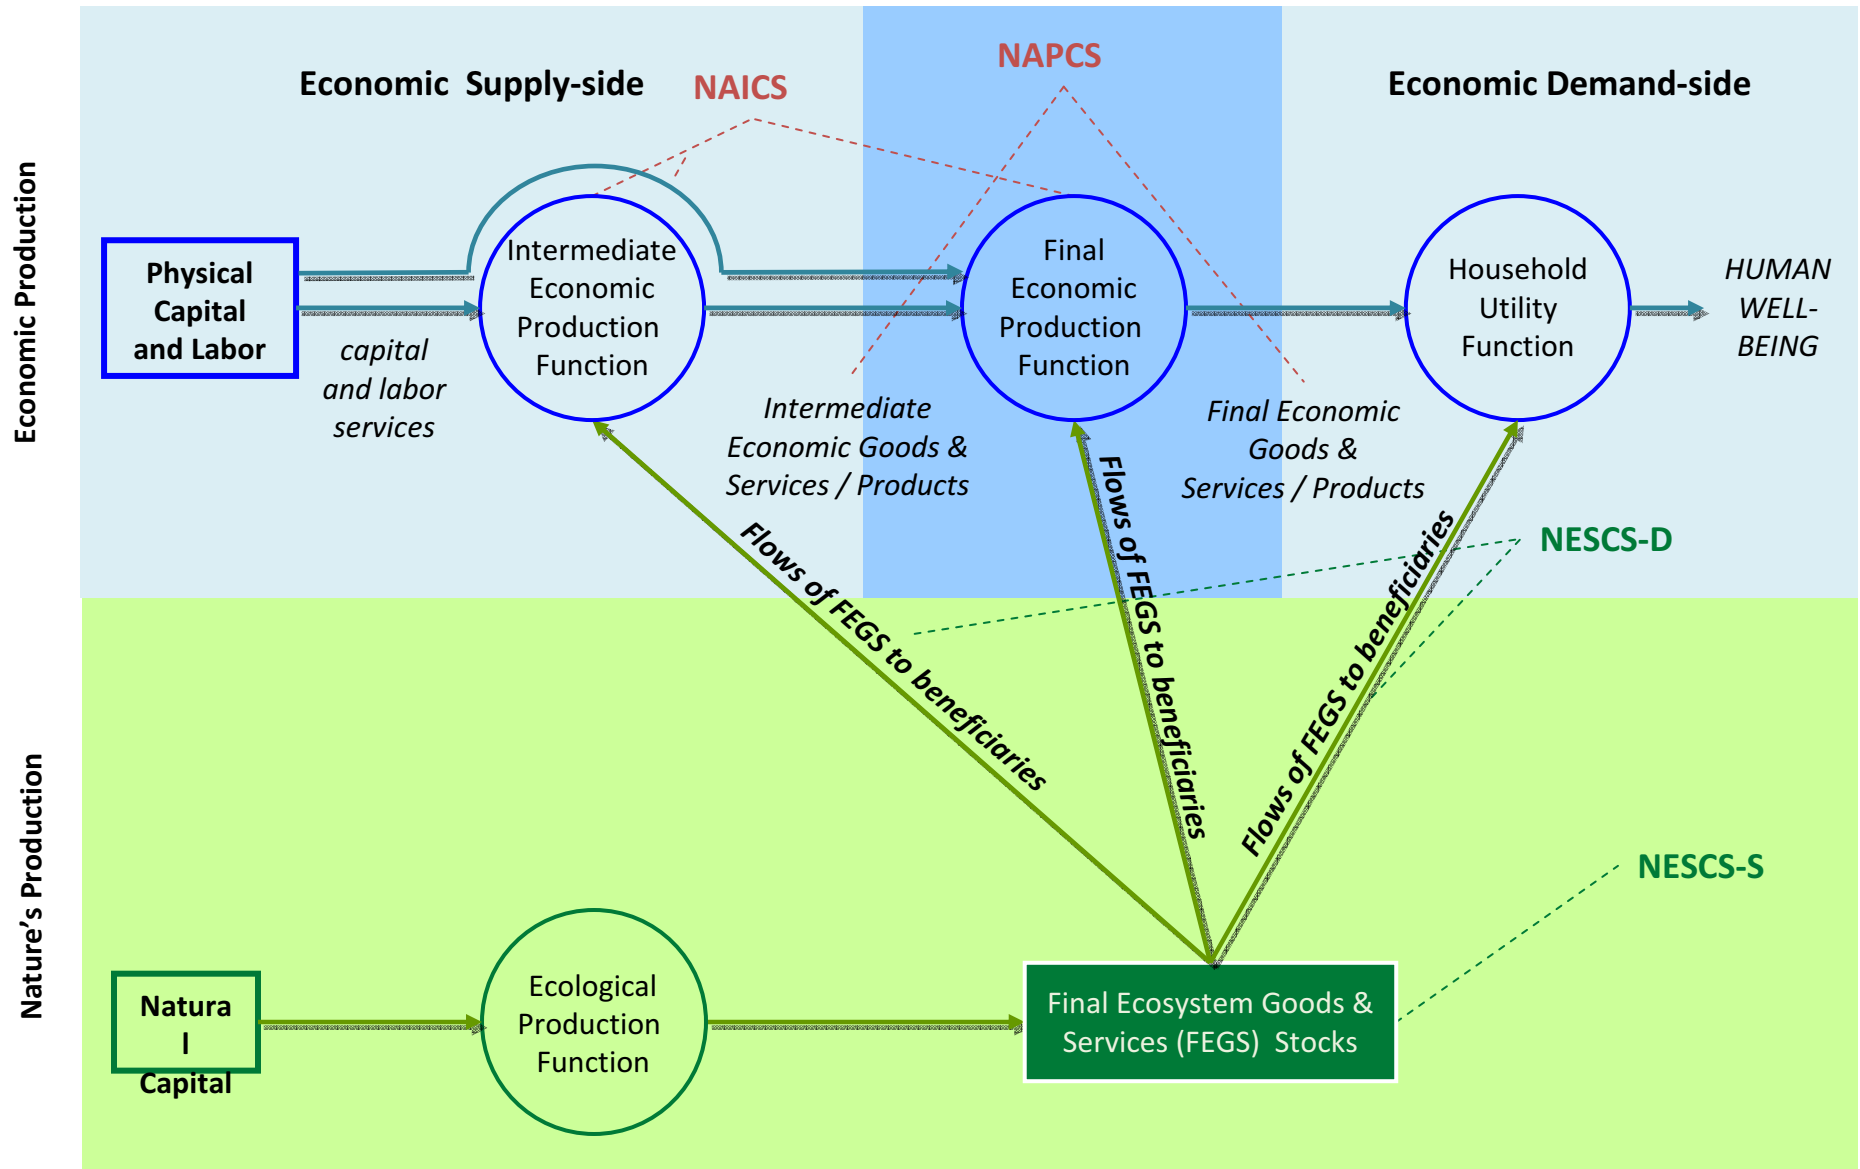 Economic Supply-side
NAICS
NAPCS
Economic Demand-side
Economic Production
Physical
Capital
and Labor
capital
and labor
services
Intermediate
Economic
Production
Function
Intermediate
Economic Goods &
Services / Products
Final
Economic
Production
Function
Final Economic
Goods &
Services / Products
Household
Utility
Function
HUMAN
WELL-
BEING
Flows of FEGS to beneficiaries
Flows of FEGS to beneficiaries
Flows of FEGS to beneficiaries
NESCS-D
NESCS-S
Nature's Production
Natura
l
Capital
Ecological
Production
Function
Final Ecosystem Goods &
Services (FEGS) Stocks